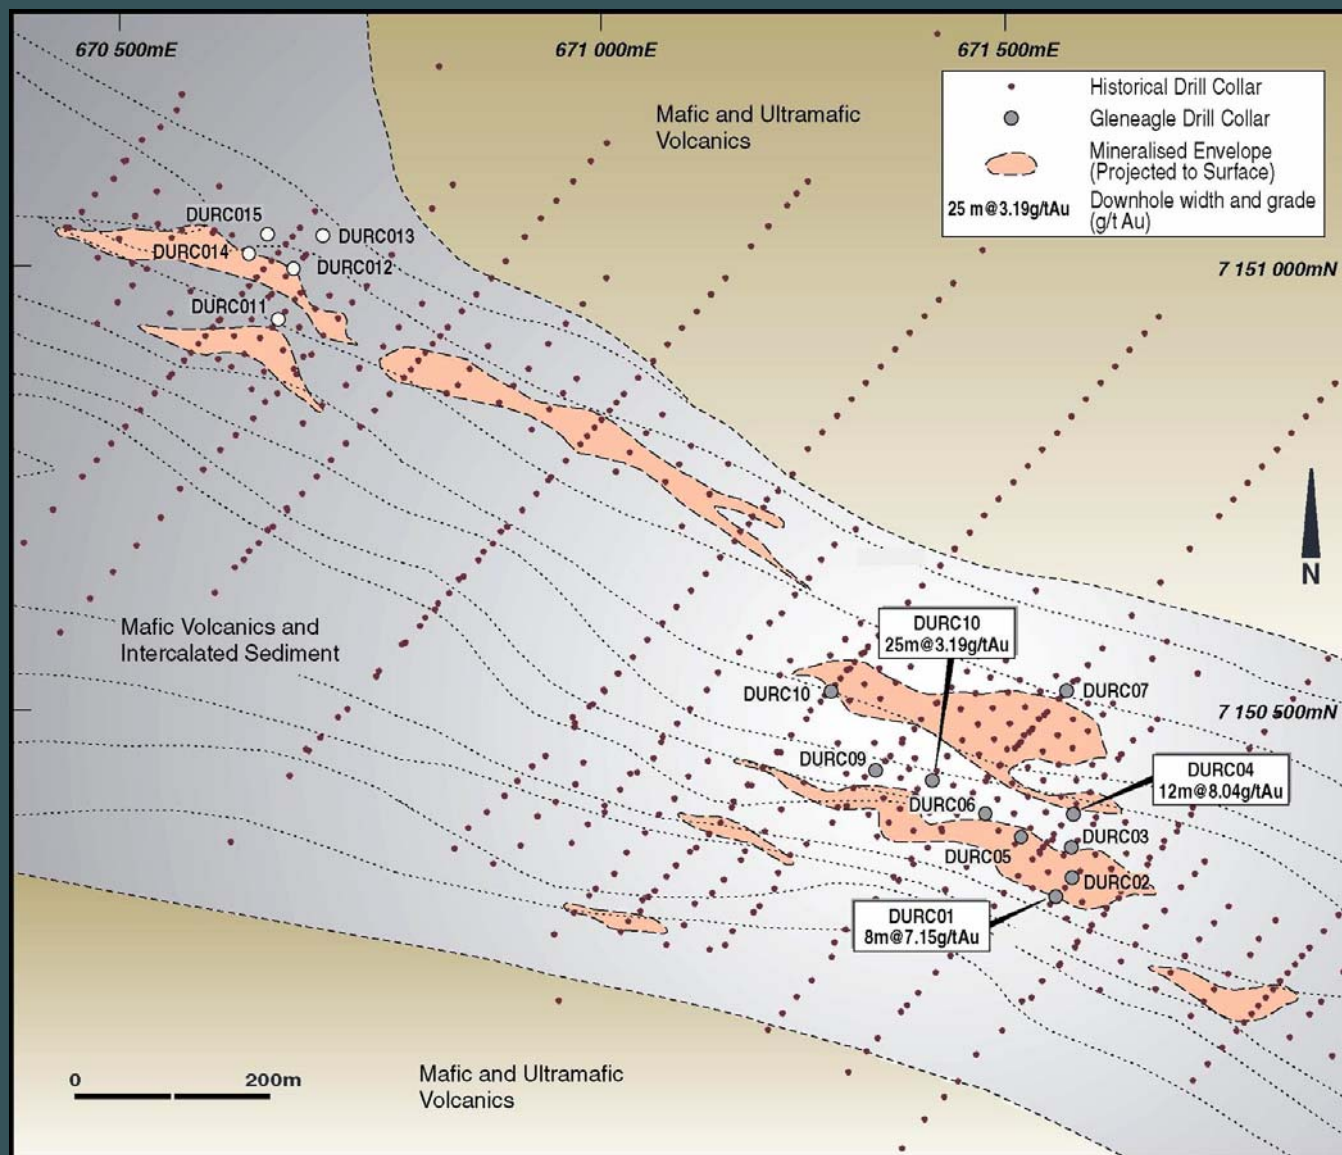 670 500mE
671 000mE
671 500mE
Mafic and Ultramafic
Volcanics
Historical Drill Collar
Gleneagle Drill Collar
Mineralised Envelope
(Projected to Surface)
25 m@3.19g/tAu
Downhole width and grade
(g/t Au)
DURC015
DURC013
DURC014
DURC012
DURC011
7 151 000mN
N
Mafic Volcanics and
Intercalated Sediment
DURC10
25m@3.19g/tAu
DURC10
DURC07
7 150 500mN
DURC09
DURC04
12m@8.04g/tAu
DURC06
DURC03
DURC05
DURC02
DURC01
8m@7.15g/tAu
0
200m
Mafic and Ultramafic
Volcanics